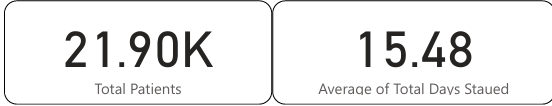 21.90K
Total Patients
15.48
Average of Total Days Staued